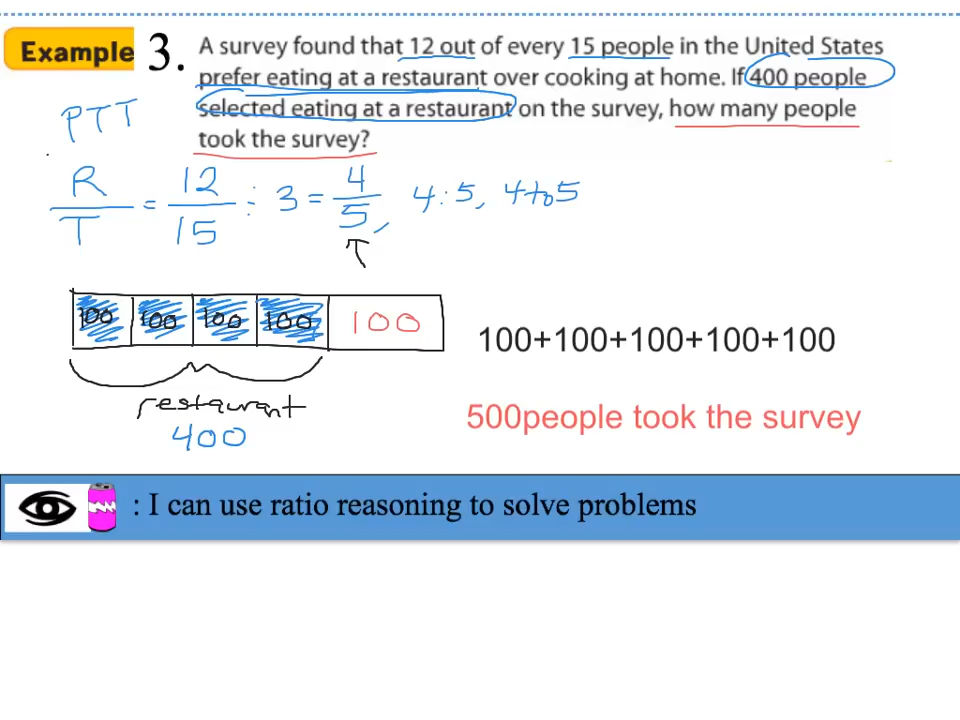 Example 3.
A survey found that 12 out of every 15 people in the United States
prefer eating at a restaurant over cooking at home. If 400 people
selected eating at a restaurant on the survey, how many people
took the survey?
PTT
R/T = 12/15 ÷ 3 = 4/5, 4:5, 4 to 5
T
100 100 100 100 100
100+100+100+100+100
restaurant
400
500people took the survey
: I can use ratio reasoning to solve problems